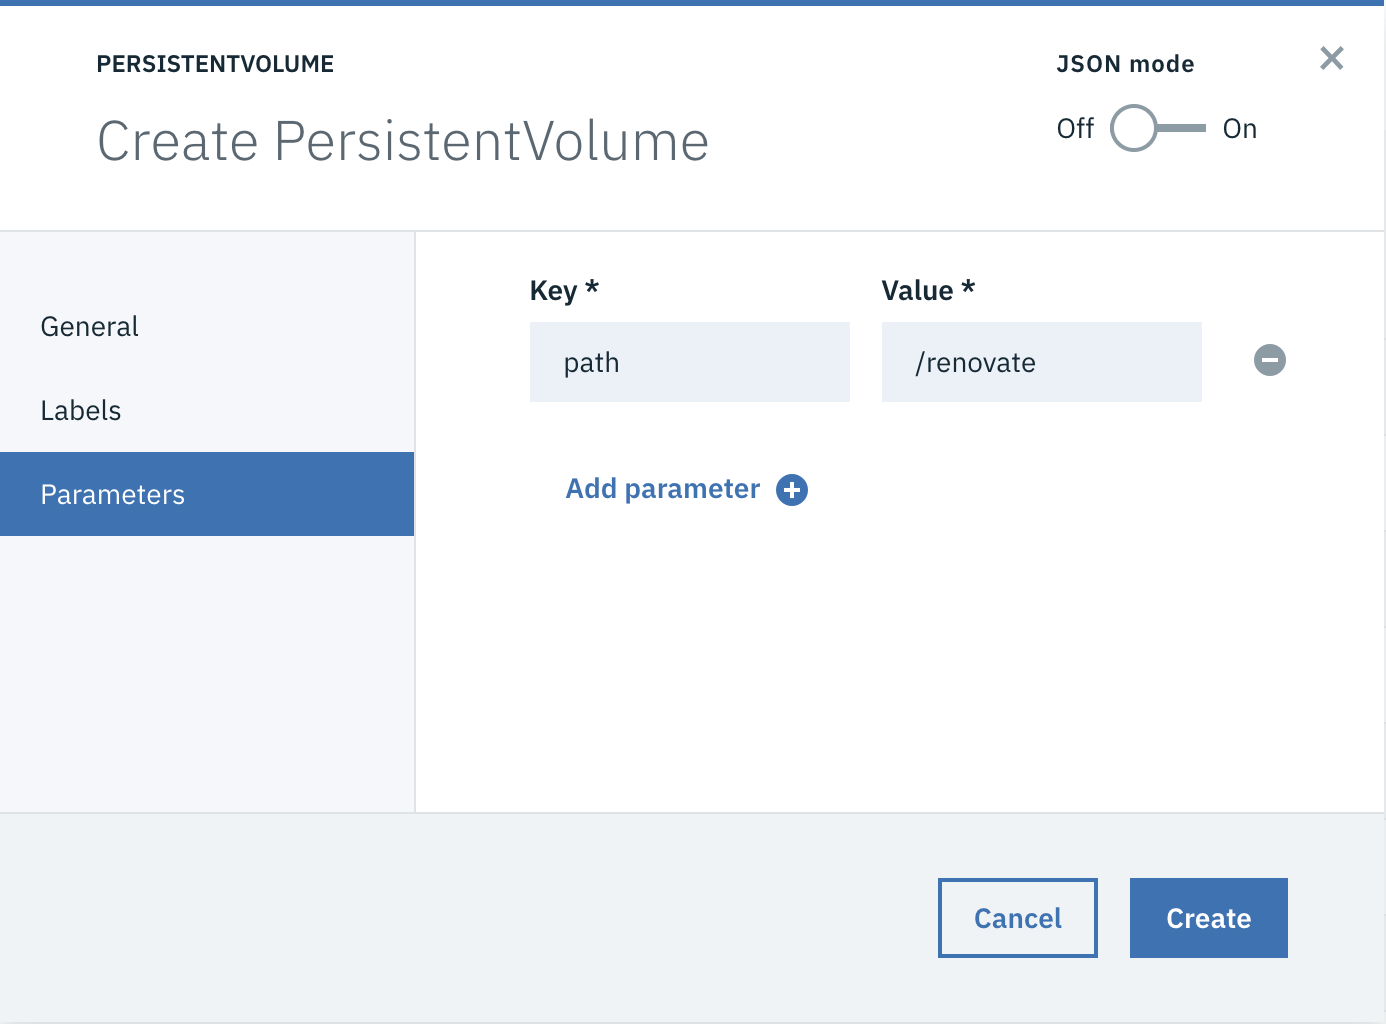 PERSISTENTVOLUME
Create PersistentVolume
JSON mode
Off On
General
Labels
Parameters
Key * Value *
path /renovate
Add parameter
Cancel Create